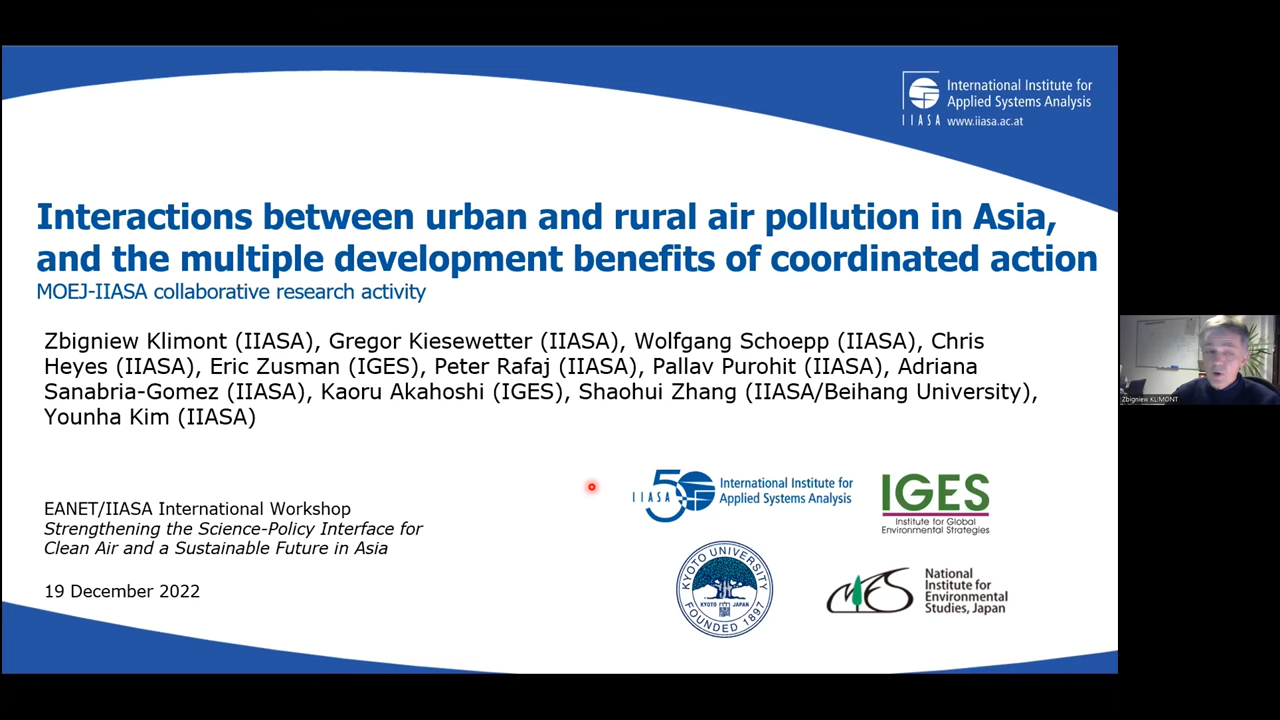 International Institute for
Applied Systems Analysis
IIASA www.iiasa.ac.at
Interactions between urban and rural air pollution in Asia,
and the multiple development benefits of coordinated action
MOEJ-IIASA collaborative research activity
Zbigniew Klimont (IIASA), Gregor Kiesewetter (IIASA), Wolfgang Schoepp (IIASA), Chris
Heyes (IIASA), Eric Zusman (IGES), Peter Rafaj (IIASA), Pallav Purohit (IIASA), Adriana
Sanabria-Gomez (IIASA), Kaoru Akahoshi (IGES), Shaohui Zhang (IIASA/Beihang University),
Younha Kim (IIASA)
Zbigniew KLIMONT
EANET/IIASA International Workshop
Strengthening the Science-Policy Interface for
Clean Air and a Sustainable Future in Asia
19 December 2022
50
IIASA
International Institute for
Applied Systems Analysis
IGES
Institute for Global
Environmental Strategies
KYOTO UNIVERSITY
KYOTO JAPAN
FOUNDED 1897
National
Institute for
Environmental
Studies, Japan